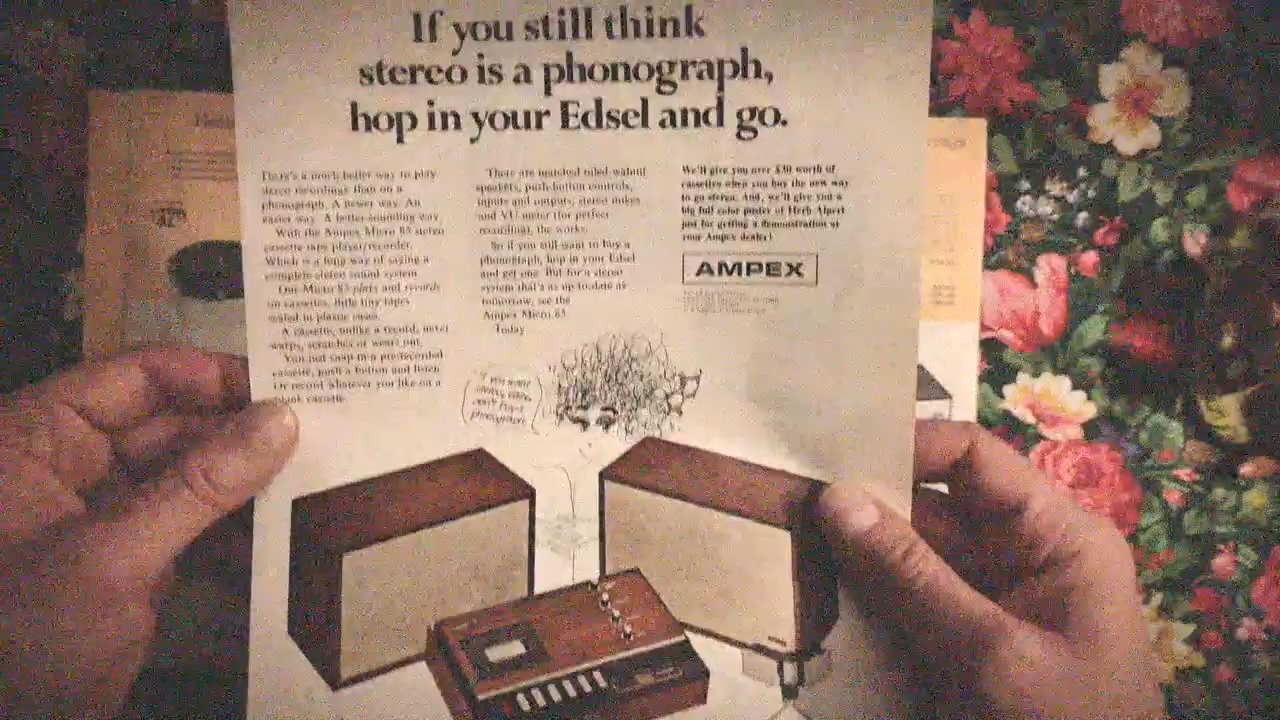 If you still think
stereo is a phonograph,
hop in your Edsel and go.
There's a much better way to play
stereo recordings than on a
phonograph. A newer way. An
easier way. A better-sounding way.
With the Ampex Micro 85 stereo
cassette tape player/recorder.
Which is a long way of saying a
complete stereo sound system.
Our Micro 85 plays and records
on cassettes, little tiny tapes
sealed in plastic cases.
A cassette, unlike a record, never
warps, scratches or wears out.
You just snap in a pre-recorded
cassette, push a button and listen.
Or record whatever you like on a
blank cassette.
There are matched oiled-walnut
speakers, push-button controls,
inputs and outputs, stereo mikes
and VU meter (for perfect
recording), the works.
So if you still want to buy a
phonograph, hop in your Edsel
and get one. But for a stereo
system that's as up-to-date as
tomorrow, see the
Ampex Micro 85.
Today.
We'll give you over $30 worth of
cassettes when you buy the new way
to go stereo. And, we'll give you a
big full color poster of Herb Alpert
just for getting a demonstration at
your Ampex dealer!
AMPEX